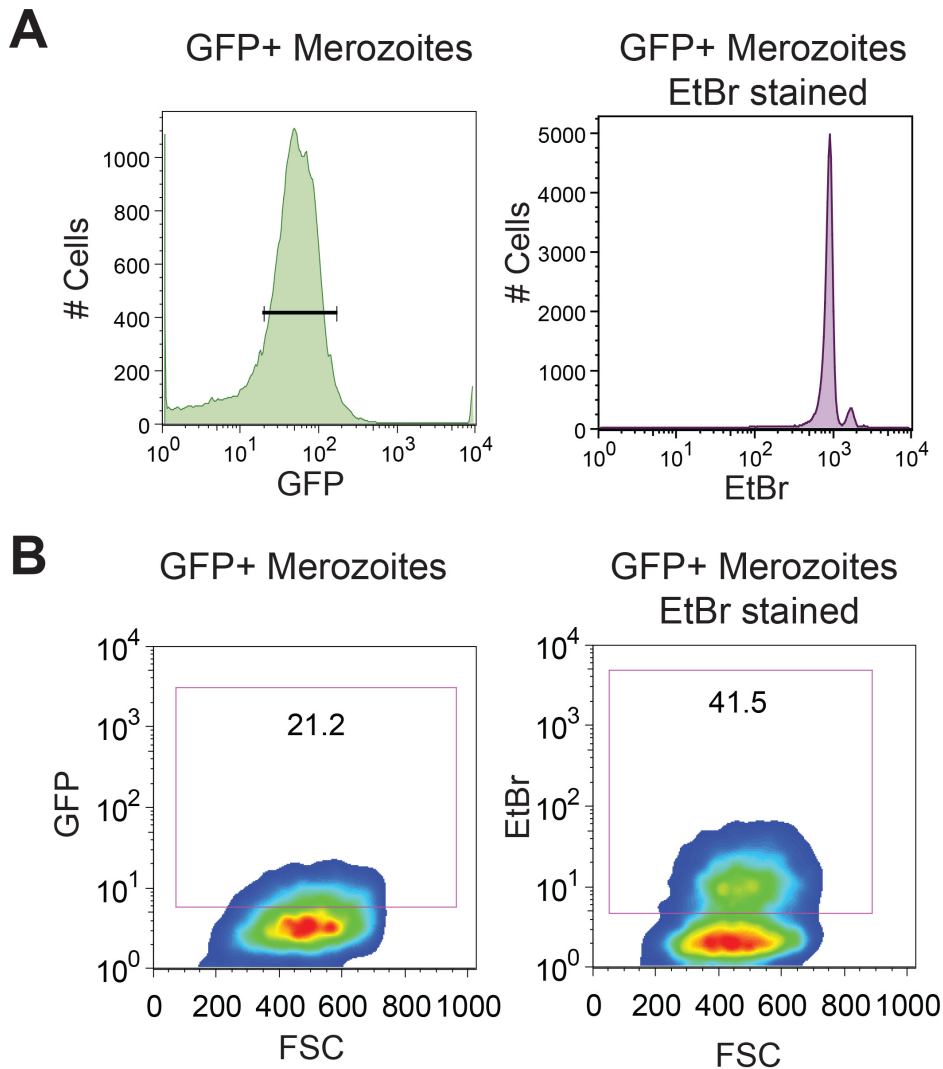 A
GFP+ Merozoites
GFP+ Merozoites
EtBr stained
# Cells
1000
800
600
400
200
0
10^0 10^1 10^2 10^3 10^4
GFP
# Cells
5000
4000
3000
2000
1000
0
10^0 10^1 10^2 10^3 10^4
EtBr
B
GFP+ Merozoites
GFP+ Merozoites
EtBr stained
GFP
10^4
10^3
10^2
10^1
10^0
21.2
0 200 400 600 800 1000
FSC
EtBr
10^4
10^3
10^2
10^1
10^0
41.5
0 200 400 600 800 1000
FSC